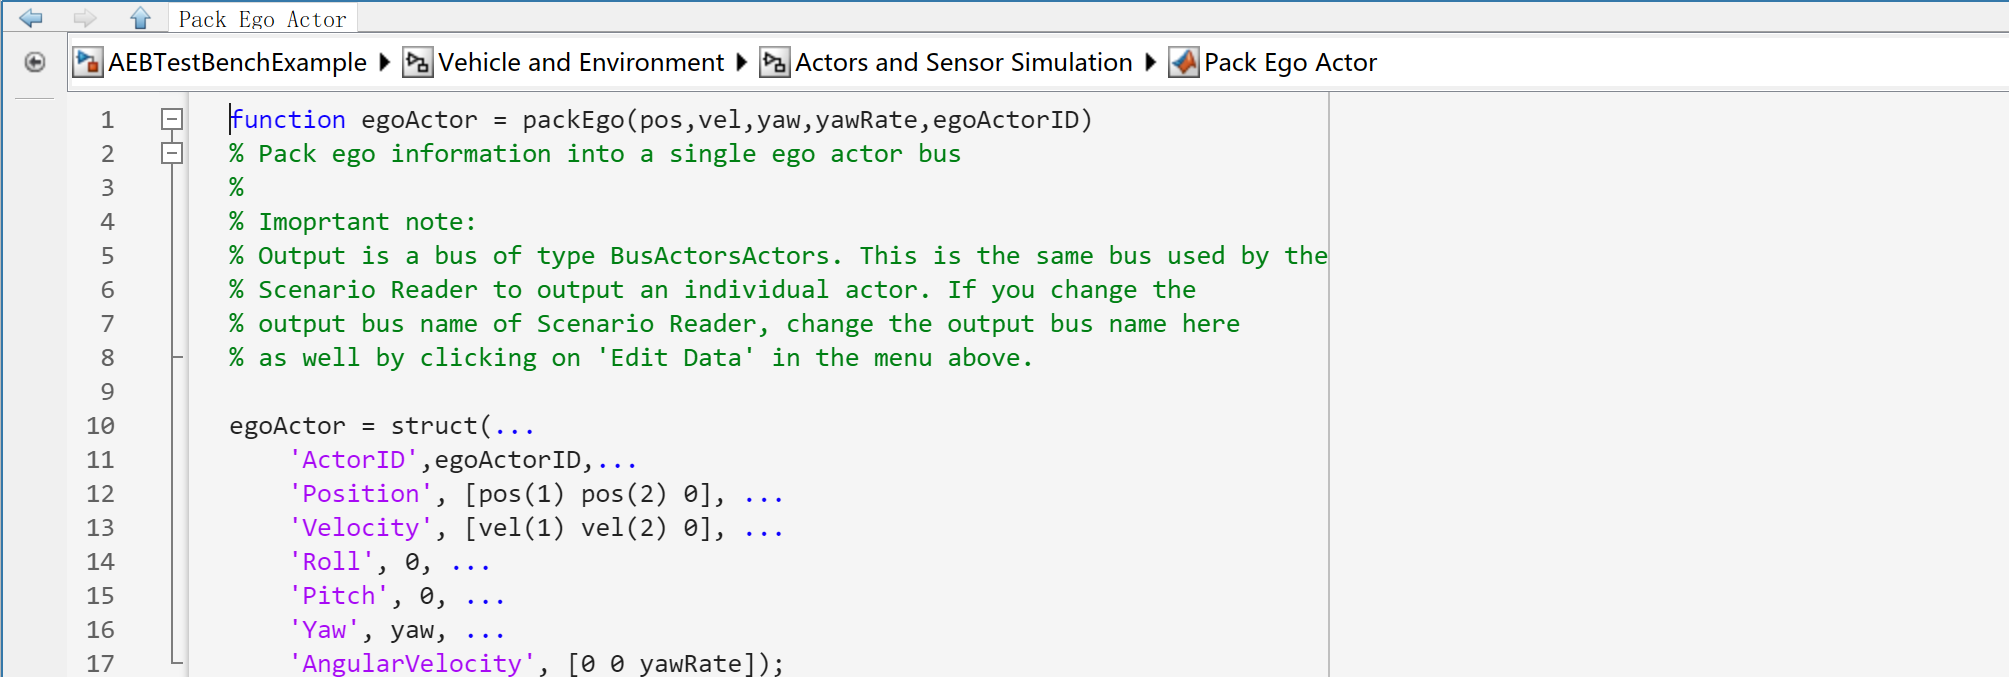 Pack Ego Actor
AEBTestBenchExample Vehicle and Environment Actors and Sensor Simulation Pack Ego Actor
1 function egoActor = packEgo(pos,vel,yaw,yawRate,egoActorID)
2 % Pack ego information into a single ego actor bus
3 %
4 % Imoprtant note:
5 % Output is a bus of type BusActorsActors. This is the same bus used by the
6 % Scenario Reader to output an individual actor. If you change the
7 % output bus name of Scenario Reader, change the output bus name here
8 % as well by clicking on 'Edit Data' in the menu above.
9
10 egoActor = struct(...
11 'ActorID',egoActorID,...
12 'Position', [pos(1) pos(2) 0], ...
13 'Velocity', [vel(1) vel(2) 0], ...
14 'Roll', 0, ...
15 'Pitch', 0, ...
16 'Yaw', yaw, ...
17 'AngularVelocity', [0 0 yawRate]);